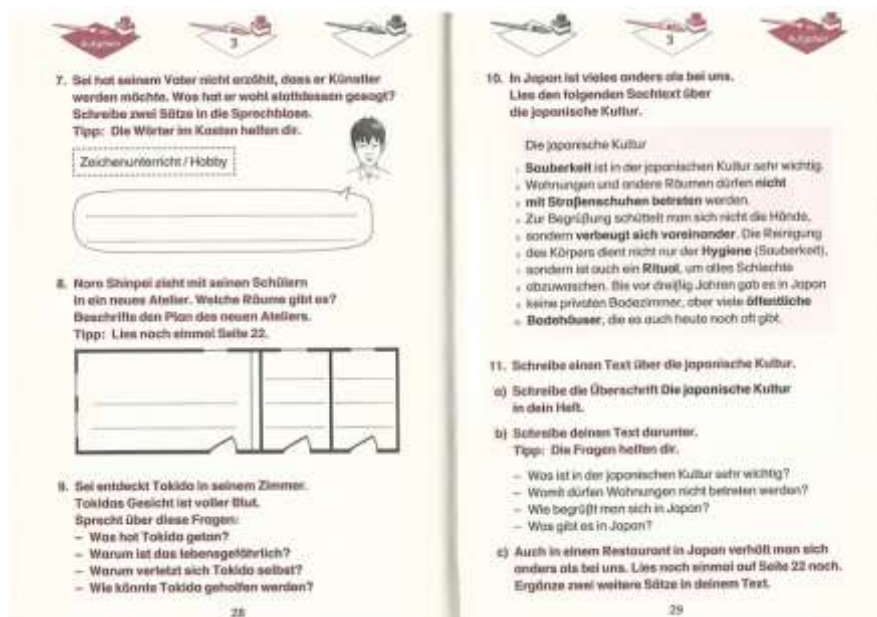 Aufgaben
3
7. Sei hat seinem Vater nicht erzählt, dass er Künstler
werden möchte. Was hat er wohl stattdessen gesagt?
Schreibe zwei Sätze in die Sprechblase.
Tipp: Die Wörter im Kasten helfen dir.
Zeichenunterricht / Hobby
8. Nara Shinpei zieht mit seinen Schülern
in ein neues Atelier. Welche Räume gibt es?
Beschrifte den Plan des neuen Ateliers.
Tipp: Lies noch einmal Seite 22.
9. Sei entdeckt Tokida in seinem Zimmer.
Tokidas Gesicht ist voller Blut.
Sprecht über diese Fragen:
– Was hat Tokida getan?
– Warum ist das lebensgefährlich?
– Warum verletzt sich Tokida selbst?
– Wie könnte Tokida geholfen werden?
28
3
Aufgaben
10. In Japan ist vieles anders als bei uns.
Lies den folgenden Sachtext über
die japanische Kultur.
Die japanische Kultur
Sauberkeit ist in der japanischen Kultur sehr wichtig.
Wohnungen und andere Räumen dürfen nicht
mit Straßenschuhen betreten werden.
Zur Begrüßung schüttelt man sich nicht die Hände,
sondern verbeugt sich voreinander. Die Reinigung
des Körpers dient nicht nur der Hygiene (Sauberkeit),
sondern ist auch ein Ritual, um alles Schlechte
abzuwaschen. Bis vor dreißig Jahren gab es in Japan
keine privaten Badezimmer, aber viele öffentliche
Badehäuser, die es auch heute noch oft gibt.
11. Schreibe einen Text über die japanische Kultur.
a) Schreibe die Überschrift Die japanische Kultur
in dein Heft.
b) Schreibe deinen Text darunter.
Tipp: Die Fragen helfen dir.
– Was ist in der japanischen Kultur sehr wichtig?
– Womit dürfen Wohnungen nicht betreten werden?
– Wie begrüßt man sich in Japan?
– Was gibt es in Japan?
c) Auch in einem Restaurant in Japan verhält man sich
anders als bei uns. Lies noch einmal auf Seite 22 nach.
Ergänze zwei weitere Sätze in deinem Text.
29